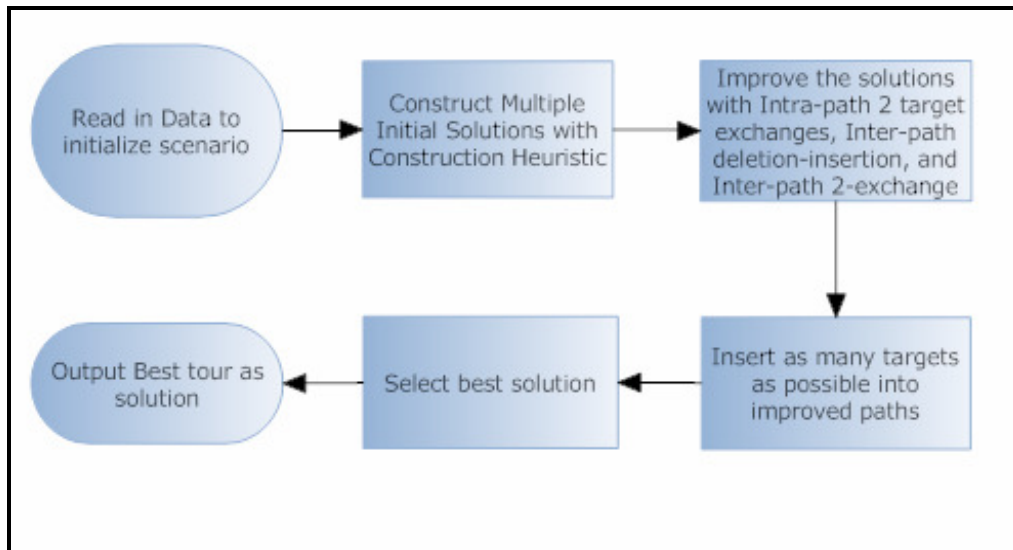 Read in Data to
initialize scenario
Construct Multiple
Initial Solutions with
Construction Heuristic
Improve the solutions
with Intra-path 2 target
exchanges, Inter-path
deletion-insertion, and
Inter-path 2-exchange
Insert as many targets
as possible into
improved paths
Select best solution
Output Best tour as
solution